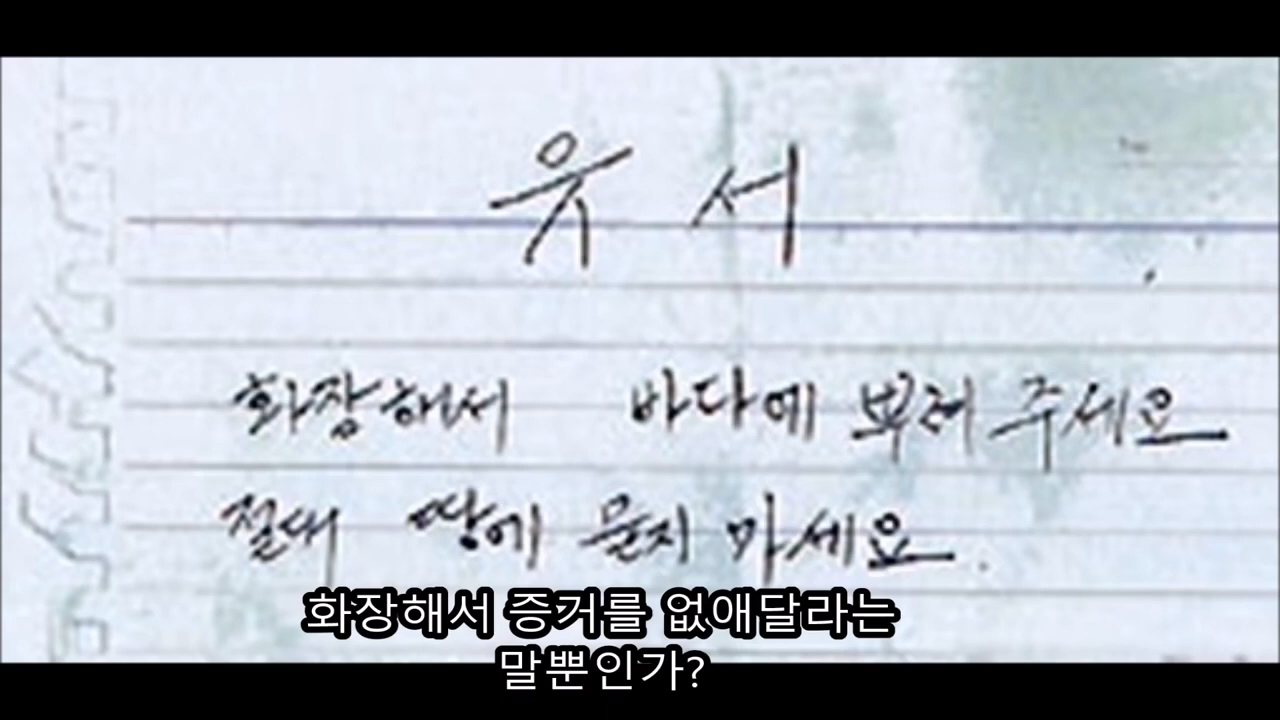 윳 서
화장해서 바다에 뿌려 주세요
절대 땅에 묻지 마세요.
화장해서 증거를 없애달라는
말뿐인가?